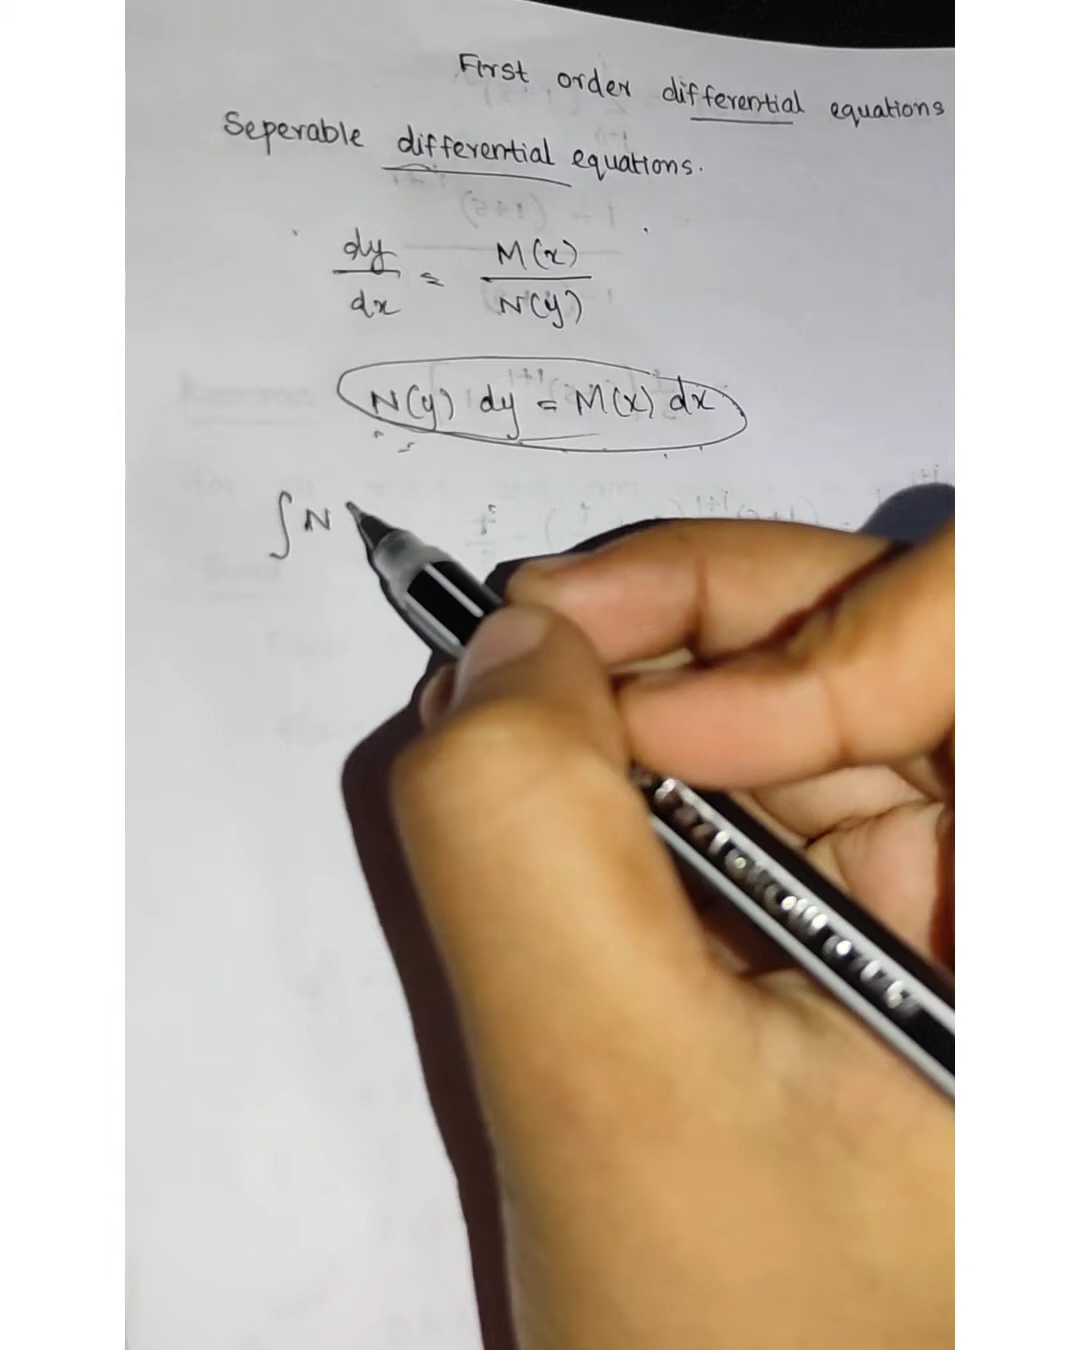 First order differential equations
Seperable differential equations.
dy/dx = M(x)/N(y)
N(y) dy = M(x) dx
∫N